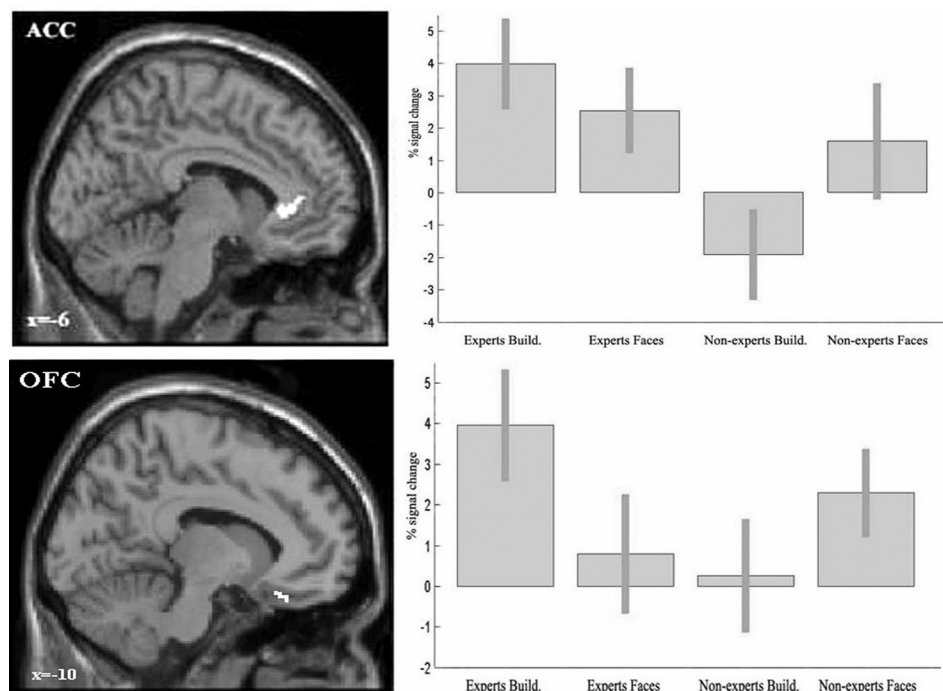 ACC
x=-6
5
4
3
2
1
0
-1
-2
-3
-4
% signal change
Experts Build. Experts Faces Non-experts Build. Non-experts Faces
OFC
x=-10
5
4
3
2
1
0
-1
-2
% signal change
Experts Build. Experts Faces Non-experts Build. Non-experts Faces